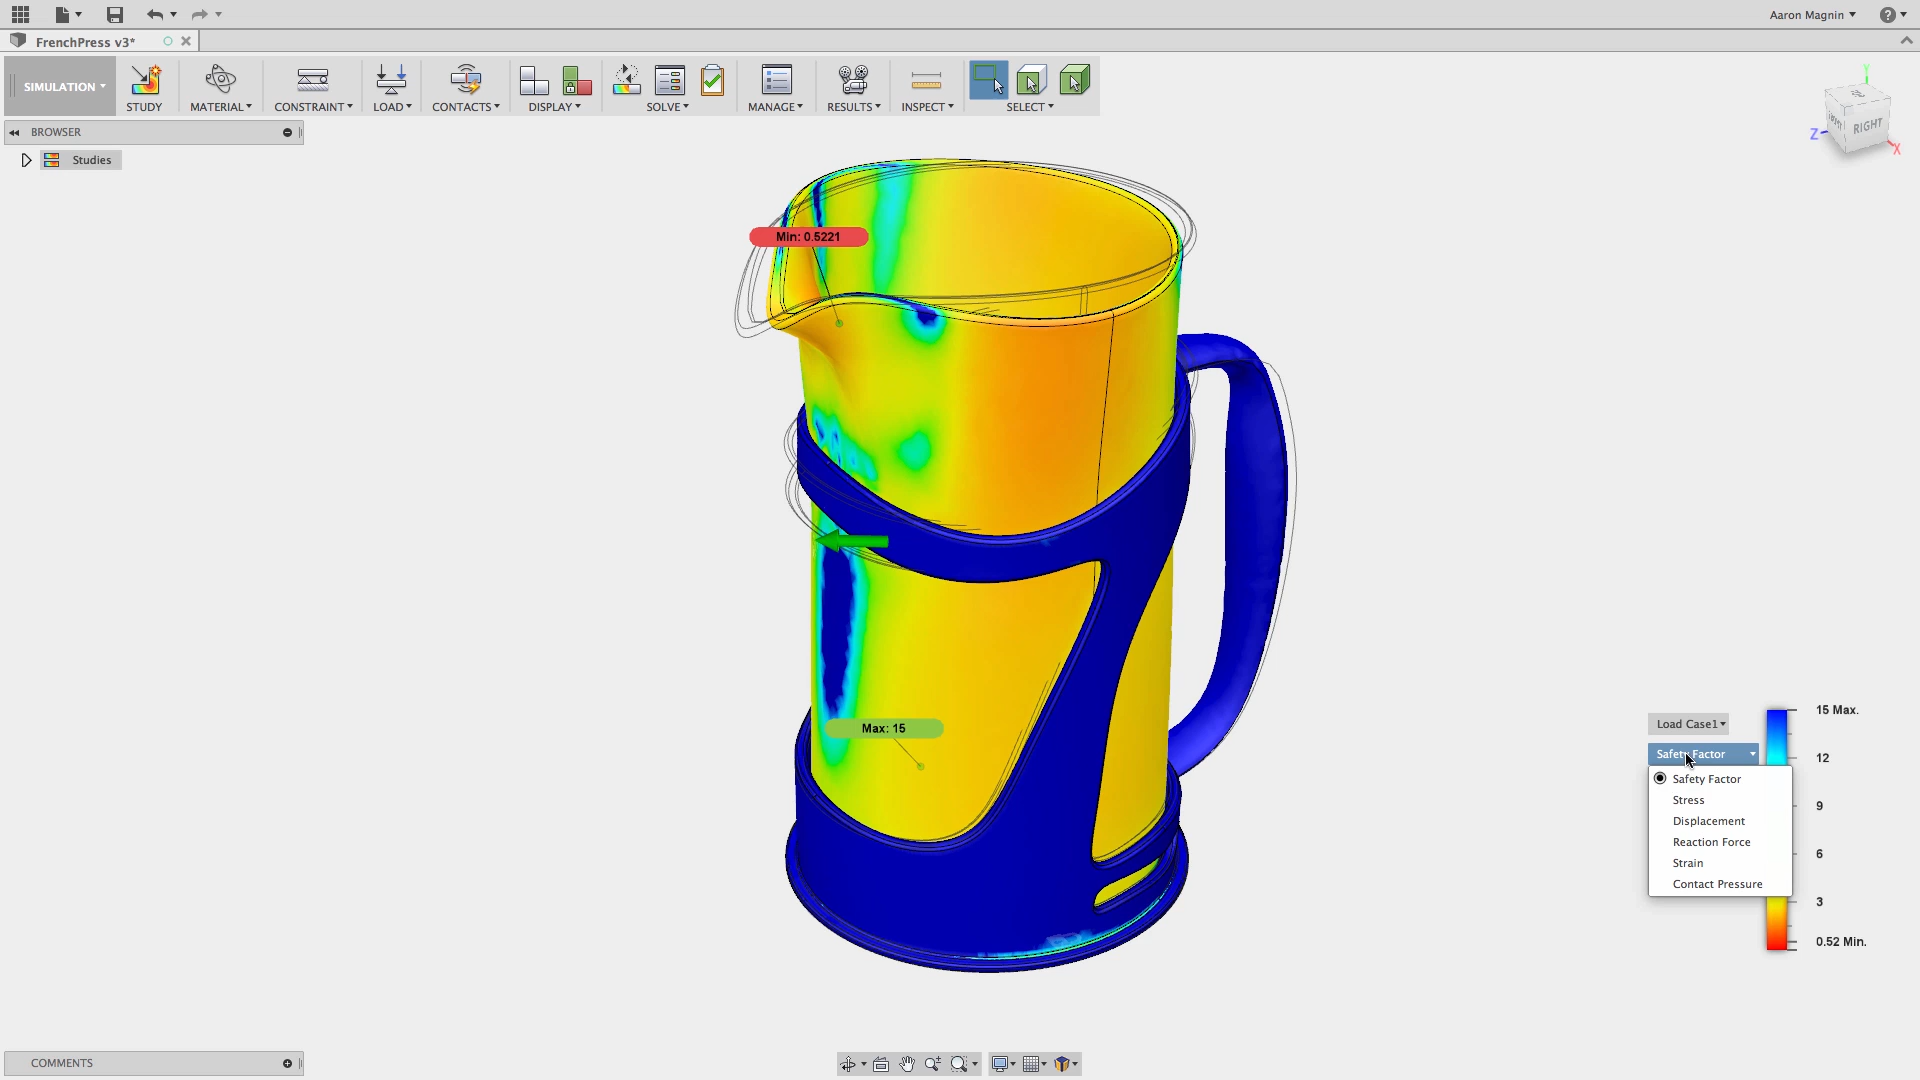 Aaron Magnin
FrenchPress v3*
SIMULATION
STUDY
MATERIAL
CONSTRAINT
LOAD
CONTACTS
DISPLAY
SOLVE
MANAGE
RESULTS
INSPECT
SELECT
BROWSER
Studies
TOP
FRONT
RIGHT
Y
Z
X
Min: 0.5221
Max: 15
Load Case1
Safety Factor
Safety Factor
Stress
Displacement
Reaction Force
Strain
Contact Pressure
15 Max.
12
9
6
3
0.52 Min.
COMMENTS